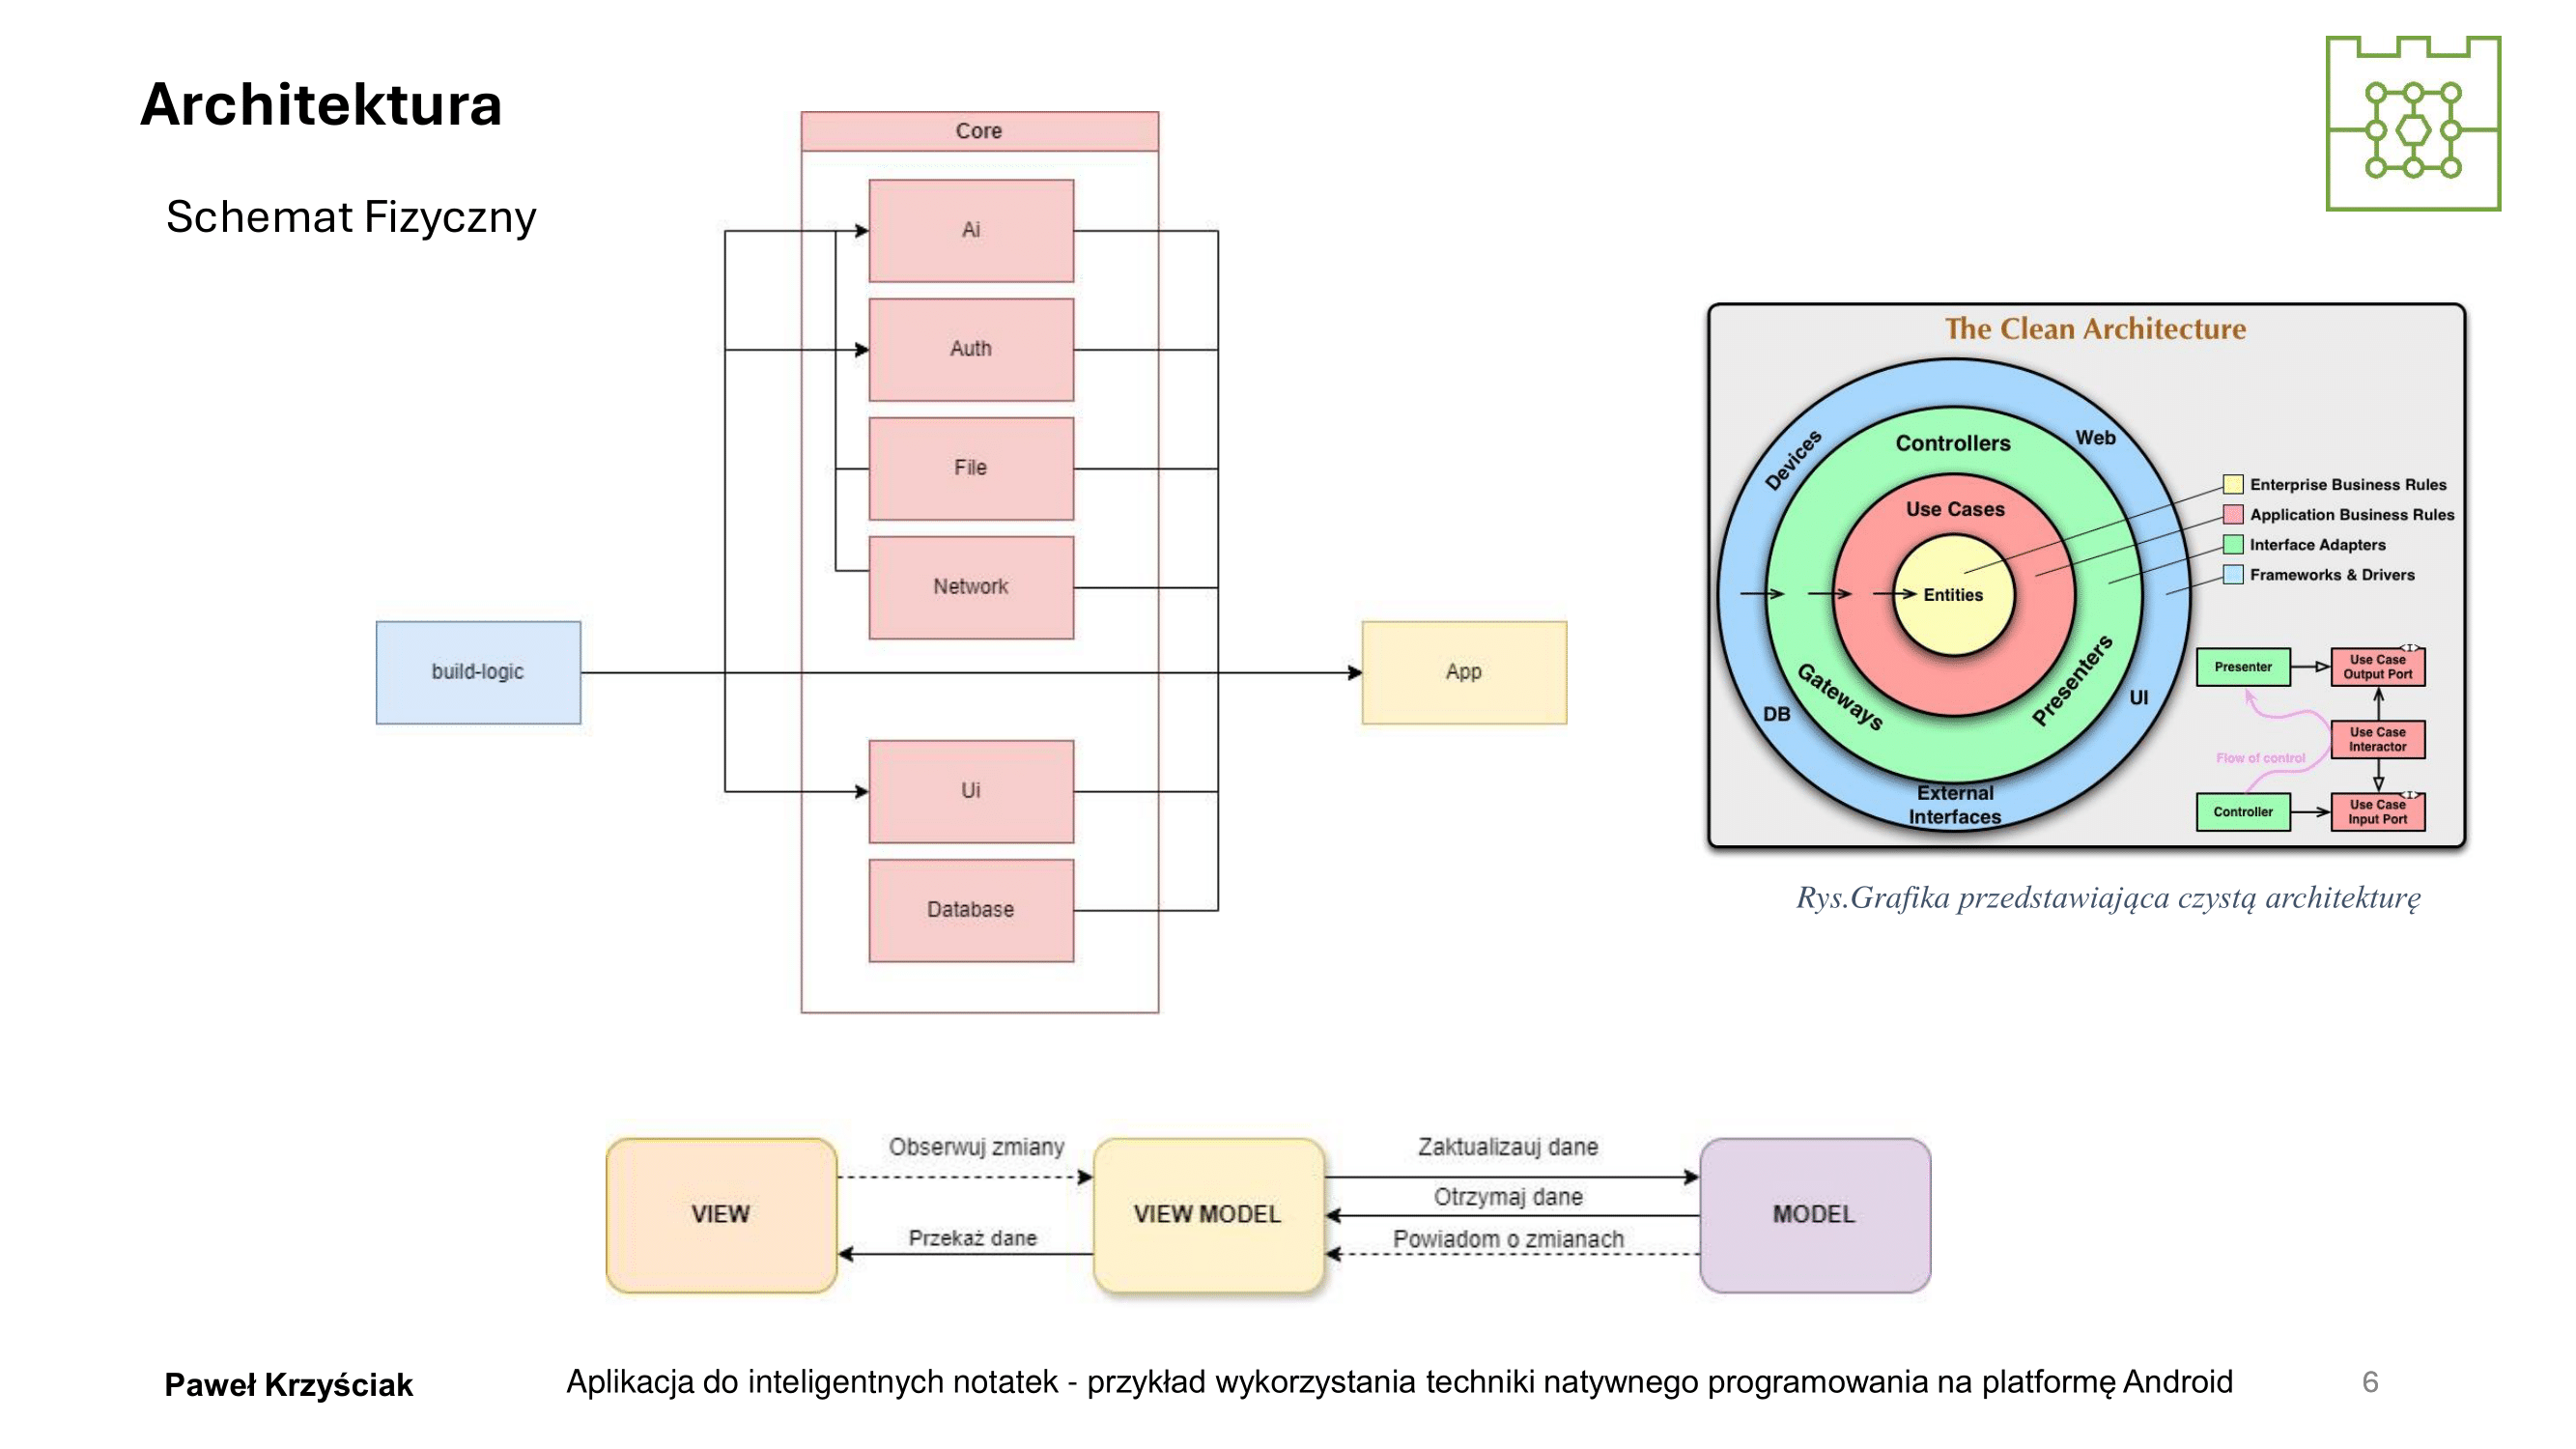 Architektura
Schemat Fizyczny
Core
Ai
Auth
File
Network
build-logic
App
Ui
Database
The Clean Architecture
Devices
Web
Controllers
Use Cases
Entities
Gateways
Presenters
DB
UI
External
Interfaces
Enterprise Business Rules
Application Business Rules
Interface Adapters
Frameworks & Drivers
Presenter
<I>
Use Case
Output Port
Use Case
Interactor
Flow of control
Controller
<I>
Use Case
Input Port
Rys.Grafika przedstawiająca czystą architekturę
VIEW
Obserwuj zmiany
Przekaż dane
VIEW MODEL
Zaktualizauj dane
Otrzymaj dane
Powiadom o zmianach
MODEL
Paweł Krzyściak
Aplikacja do inteligentnych notatek - przykład wykorzystania techniki natywnego programowania na platformę Android
6